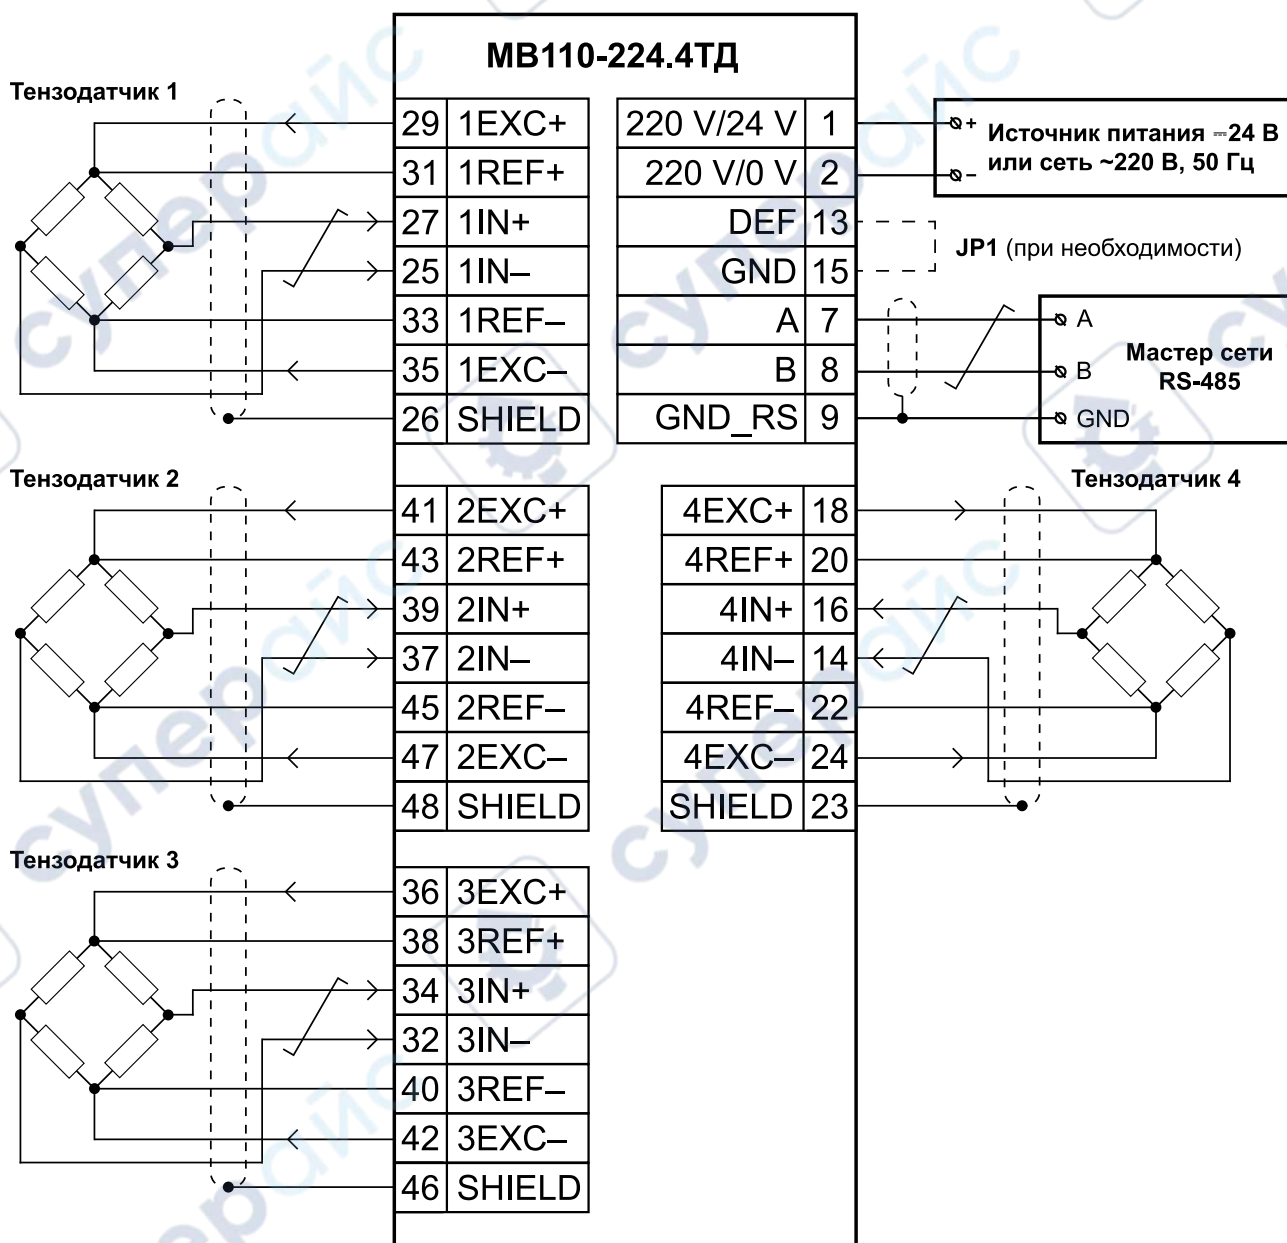 МВ110-224.4ТД
Тензодатчик 1
29 1EXC+
31 1REF+
27 1IN+
25 1IN–
33 1REF–
35 1EXC–
26 SHIELD
220 V/24 V 1
220 V/0 V 2
DEF 13
GND 15
A 7
B 8
GND_RS 9
+ Источник питания ⎓24 В
– или сеть ~220 В, 50 Гц
JP1 (при необходимости)
A
Мастер сети
B
RS-485
GND
Тензодатчик 2
41 2EXC+
43 2REF+
39 2IN+
37 2IN–
45 2REF–
47 2EXC–
48 SHIELD
Тензодатчик 4
4EXC+ 18
4REF+ 20
4IN+ 16
4IN– 14
4REF– 22
4EXC– 24
SHIELD 23
Тензодатчик 3
36 3EXC+
38 3REF+
34 3IN+
32 3IN–
40 3REF–
42 3EXC–
46 SHIELD
суперайс
суперайс
суперайс
суперайс